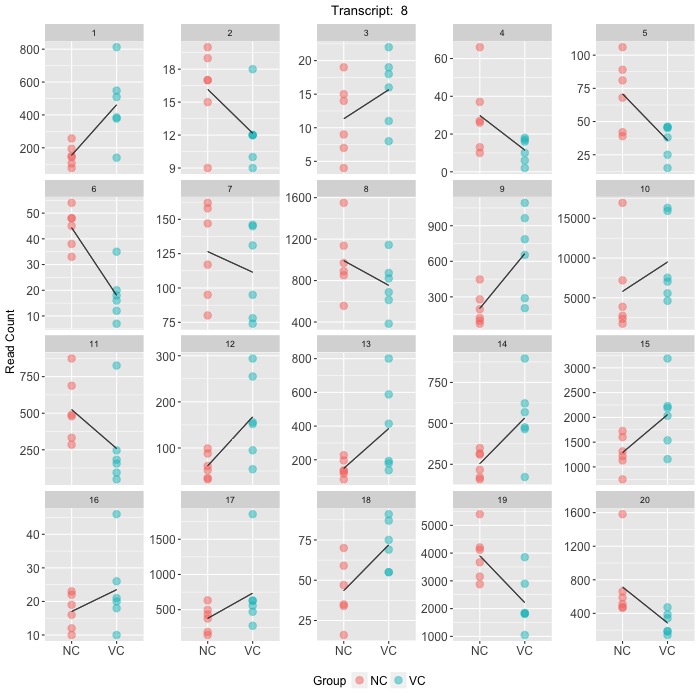 Transcript: 8
1 2 3 4 5
800 18 20 60 100
600 15 15 40 75
400 12 10 20 50
200 9 5 0 25
6 7 8 9 10
50 150 1600 900 15000
40 125 1200 600 10000
30 100 800 300 5000
20 75 400
10
Read Count
11 12 13 14 15
750 300 800 750 3000
500 200 600 500 2500
250 100 400 250 2000
200 1500
1000
16 17 18 19 20
40 1500 75 5000 1600
30 1000 50 4000 1200
20 500 25 3000 800
10 2000 400
1000
NC VC NC VC NC VC NC VC NC VC
Group NC VC